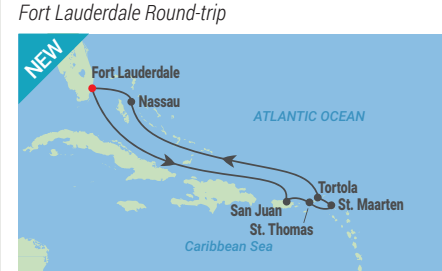 Fort Lauderdale Round-trip
NEW
Fort Lauderdale
Nassau
ATLANTIC OCEAN
Tortola
San Juan
St. Maarten
St. Thomas
Caribbean Sea